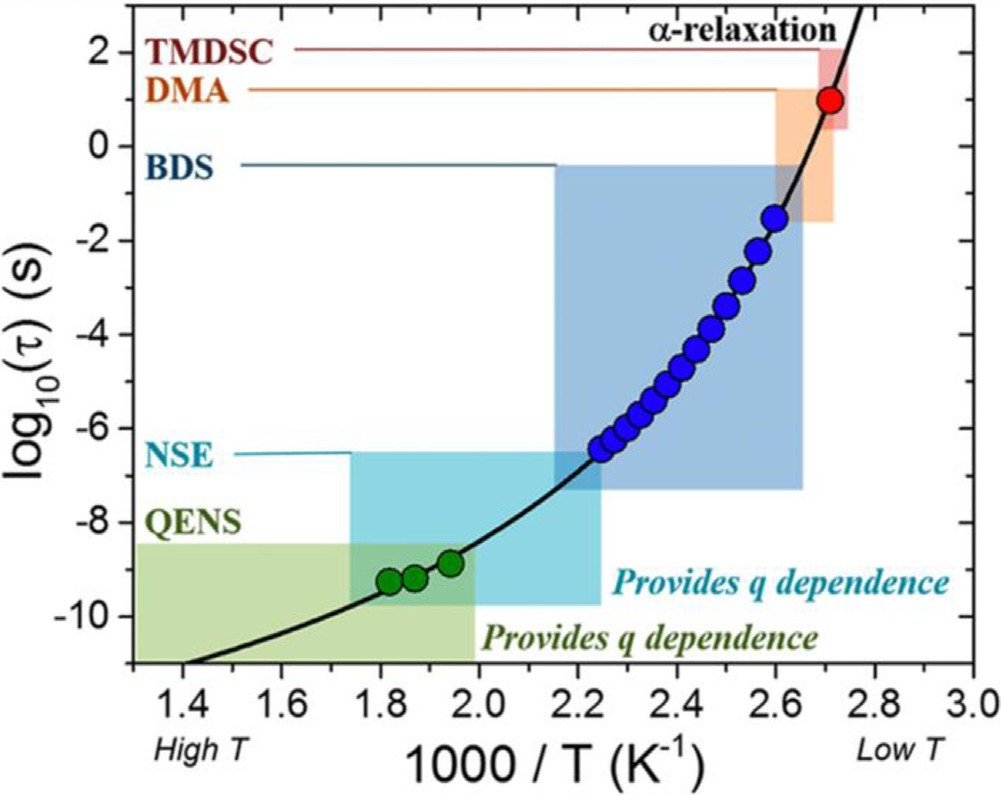 α-relaxation
TMDSC
DMA
BDS
NSE
QENS
Provides q dependence
Provides q dependence
log10(τ) (s)
2
0
-2
-4
-6
-8
-10
1.4 1.6 1.8 2.0 2.2 2.4 2.6 2.8 3.0
High T
1000 / T (K-1)
Low T